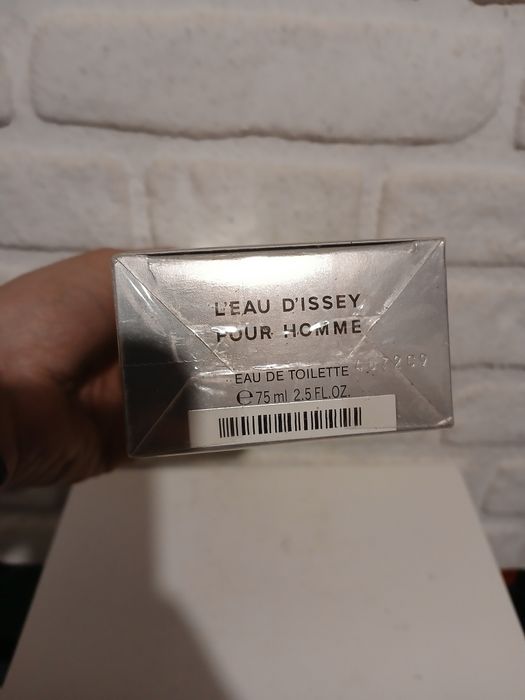 L'EAU D'ISSEY
POUR HOMME
EAU DE TOILETTE
℮ 75 ml 2.5 FL.OZ.